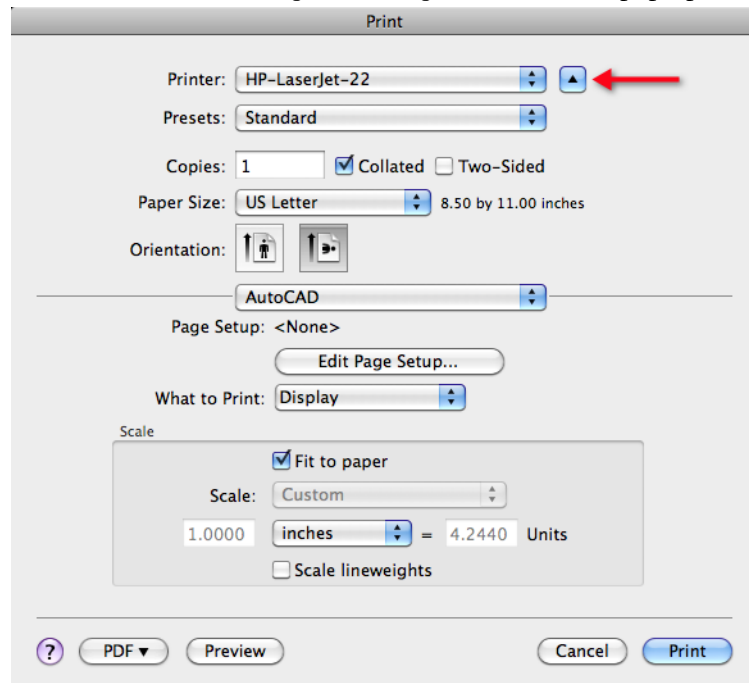 Print
Printer: HP-LaserJet-22
Presets: Standard
Copies: 1 Collated Two-Sided
Paper Size: US Letter 8.50 by 11.00 inches
Orientation:
AutoCAD
Page Setup: <None>
Edit Page Setup...
What to Print: Display
Scale
Fit to paper
Scale: Custom
1.0000 inches = 4.2440 Units
Scale lineweights
? PDF ▼ Preview Cancel Print